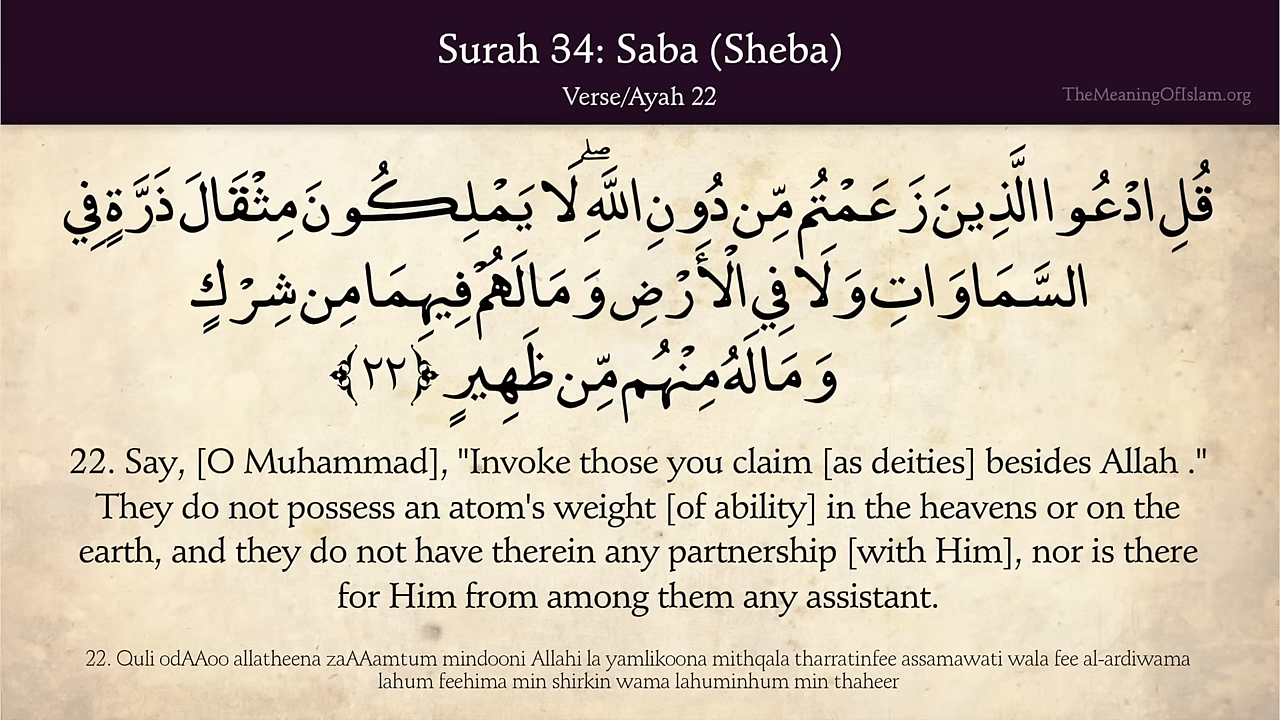 Surah 34: Saba (Sheba)
Verse/Ayah 22
TheMeaningOfIslam.org
قُلِ ادْعُوا الَّذِينَ زَعَمْتُم مِّن دُونِ اللَّهِ ۖ لَا يَمْلِكُونَ مِثْقَالَ ذَرَّةٍ فِي
السَّمَاوَاتِ وَلَا فِي الْأَرْضِ وَمَا لَهُمْ فِيهِمَا مِن شِرْكٍ
وَمَا لَهُ مِنْهُم مِّن ظَهِيرٍ ﴿٢٢﴾
22. Say, [O Muhammad], "Invoke those you claim [as deities] besides Allah ."
They do not possess an atom's weight [of ability] in the heavens or on the
earth, and they do not have therein any partnership [with Him], nor is there
for Him from among them any assistant.
22. Quli odAAoo allatheena zaAAamtum mindooni Allahi la yamlikoona mithqala tharratinfee assamawati wala fee al-ardiwama
lahum feehima min shirkin wama lahuminhum min thaheer